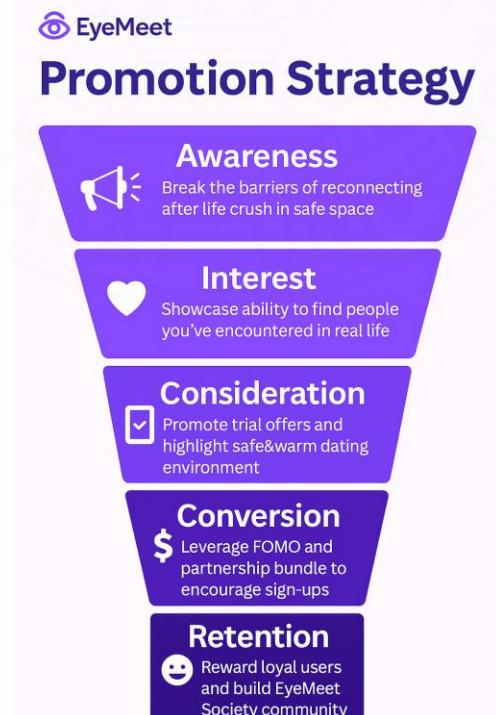 EyeMeet
Promotion Strategy
Awareness
Break the barriers of reconnecting
after life crush in safe space
Interest
Showcase ability to find people
you've encountered in real life
Consideration
Promote trial offers and
highlight safe&warm dating
environment
Conversion
$ Leverage FOMO and
partnership bundle to
encourage sign-ups
Retention
Reward loyal users
and build EyeMeet
Society community